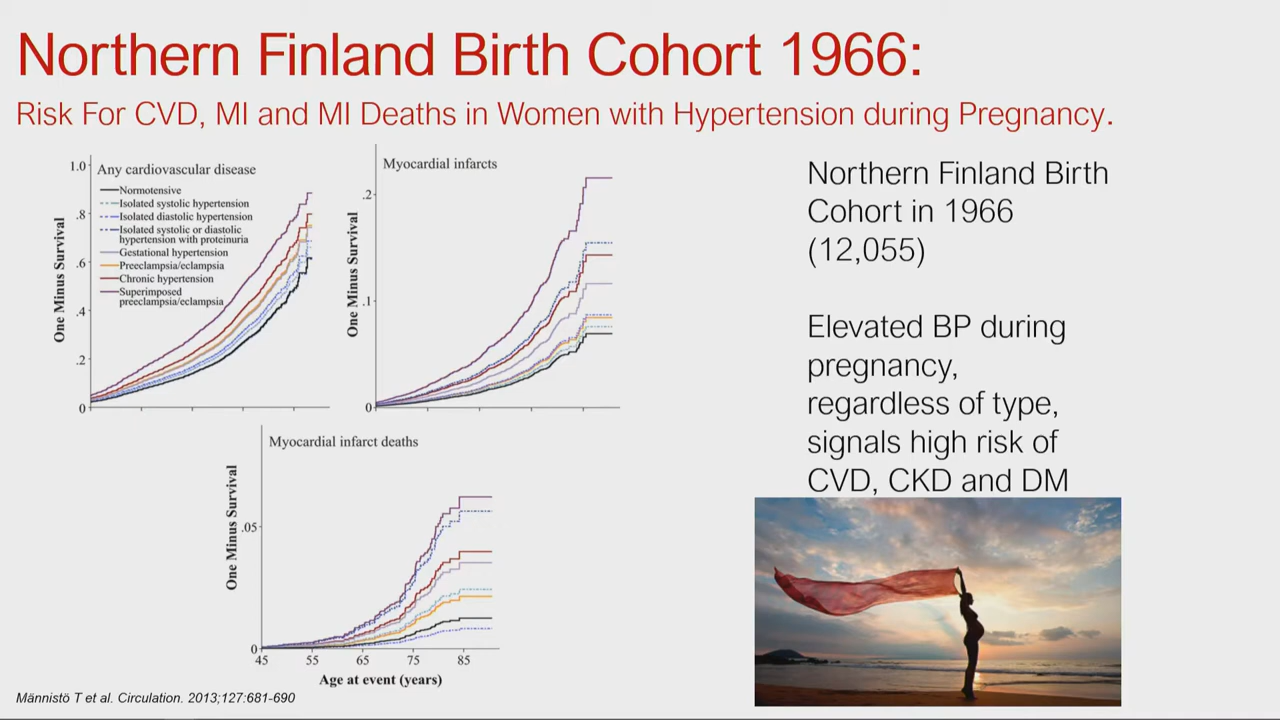 Northern Finland Birth Cohort 1966:
Risk For CVD, MI and MI Deaths in Women with Hypertension during Pregnancy.
Any cardiovascular disease
Normotensive
Isolated systolic hypertension
Isolated diastolic hypertension
Isolated systolic or diastolic
hypertension with proteinuria
Gestational hypertension
Preeclampsia/eclampsia
Chronic hypertension
Superimposed
preeclampsia/eclampsia
One Minus Survival
1.0
.8
.6
.4
.2
0
Myocardial infarcts
One Minus Survival
.2
.1
0
Myocardial infarct deaths
One Minus Survival
.05
0
45 55 65 75 85
Age at event (years)
Northern Finland Birth
Cohort in 1966
(12,055)
Elevated BP during
pregnancy,
regardless of type,
signals high risk of
CVD, CKD and DM
Männistö T et al. Circulation. 2013;127:681-690